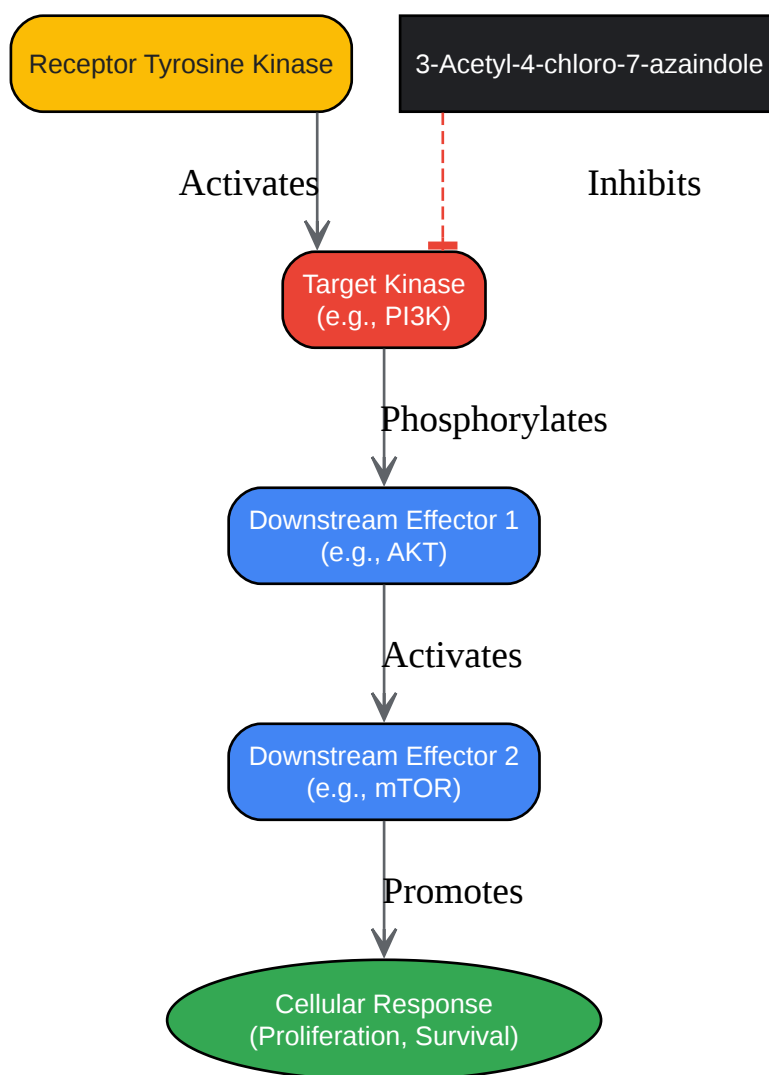 Receptor Tyrosine Kinase
3-Acetyl-4-chloro-7-azaindole
Activates
Inhibits
Target Kinase
(e.g., PI3K)
Phosphorylates
Downstream Effector 1
(e.g., AKT)
Activates
Downstream Effector 2
(e.g., mTOR)
Promotes
Cellular Response
(Proliferation, Survival)